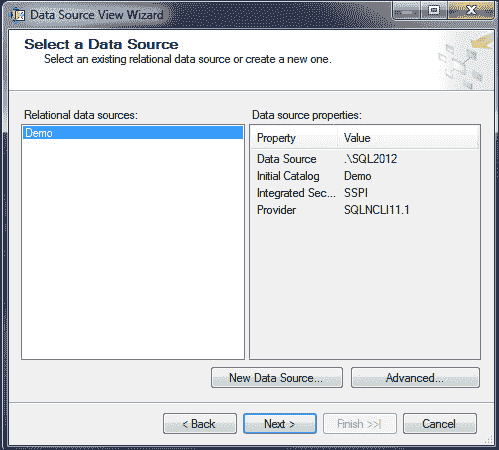 Data Source View Wizard
Select a Data Source
Select an existing relational data source or create a new one.
Relational data sources:
Demo
Data source properties:
Property Value
Data Source .\SQL2012
Initial Catalog Demo
Integrated Sec... SSPI
Provider SQLNCLI11.1
New Data Source... Advanced...
< Back Next > Finish >>| Cancel